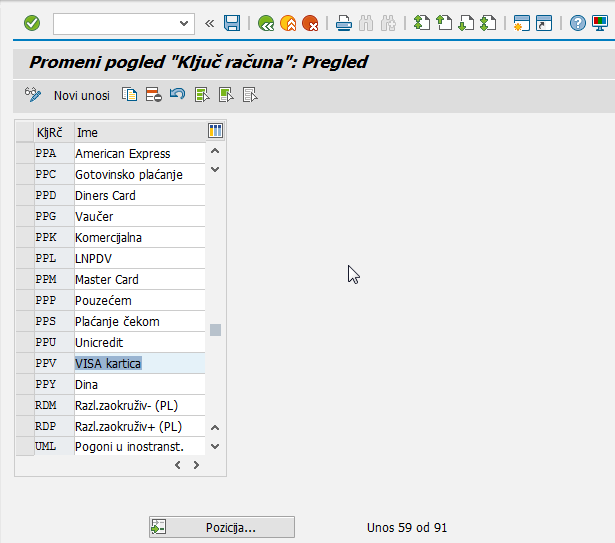 Promeni pogled "Ključ računa": Pregled
Novi unosi
KljRč Ime
PPA American Express
PPC Gotovinsko plaćanje
PPD Diners Card
PPG Vaučer
PPK Komercijalna
PPL LNPDV
PPM Master Card
PPP Pouzećem
PPS Plaćanje čekom
PPU Unicredit
PPV VISA kartica
PPY Dina
RDM Razl.zaokruživ- (PL)
RDP Razl.zaokruživ+ (PL)
UML Pogoni u inostranst.
Pozicija... Unos 59 od 91